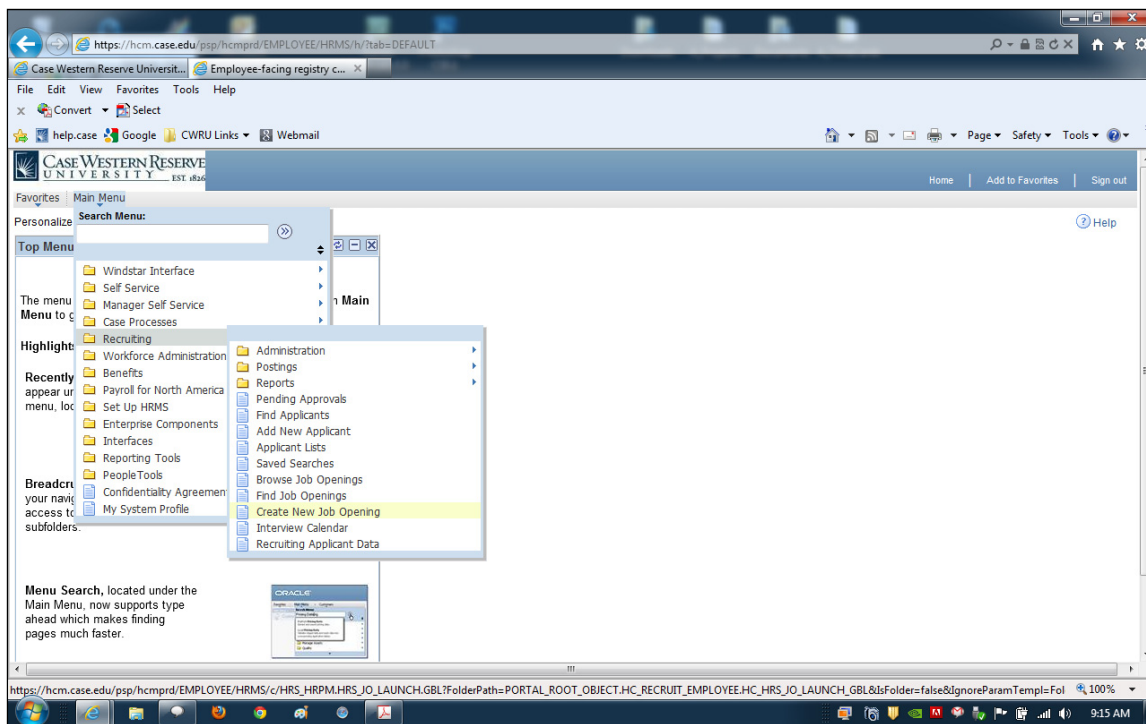 https://hcm.case.edu/psp/hcmprd/EMPLOYEE/HRMS/h/?tab=DEFAULT
Case Western Reserve Universit... Employee-facing registry c...
File Edit View Favorites Tools Help
Convert Select
help.case Google CWRU Links Webmail Page Safety Tools
CASE WESTERN RESERVE
UNIVERSITY EST. 1826
Home Add to Favorites Sign out
Favorites Main Menu
Personalize Search Menu: Help
Top Menu
Windstar Interface
Self Service
The menu Manager Self Service Main
Menu to g Case Processes
Highlight Recruiting
Workforce Administration
Recently Benefits
appear un Payroll for North America
menu, loc Set Up HRMS
Enterprise Components
Interfaces
Reporting Tools
PeopleTools
Breadcru Confidentiality Agreemen
your navig My System Profile
access to
subfolders.
Administration
Postings
Reports
Pending Approvals
Find Applicants
Add New Applicant
Applicant Lists
Saved Searches
Browse Job Openings
Find Job Openings
Create New Job Opening
Interview Calendar
Recruiting Applicant Data
Menu Search, located under the
Main Menu, now supports type
ahead which makes finding
pages much faster.
ORACLE
https://hcm.case.edu/psp/hcmprd/EMPLOYEE/HRMS/c/HRS_HRPM.HRS_JO_LAUNCH.GBL?FolderPath=PORTAL_ROOT_OBJECT.HC_RECRUIT_EMPLOYEE.HC_HRS_JO_LAUNCH_GBL&IsFolder=false&IgnoreParamTempl=Fol 100%
9:15 AM